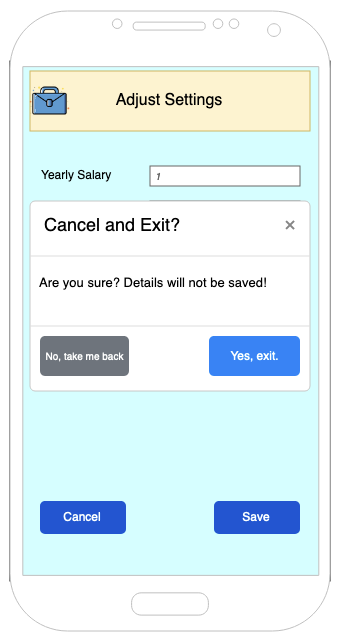 Adjust Settings
Yearly Salary 1
Cancel and Exit? ×
Are you sure? Details will not be saved!
No, take me back Yes, exit.
Cancel Save